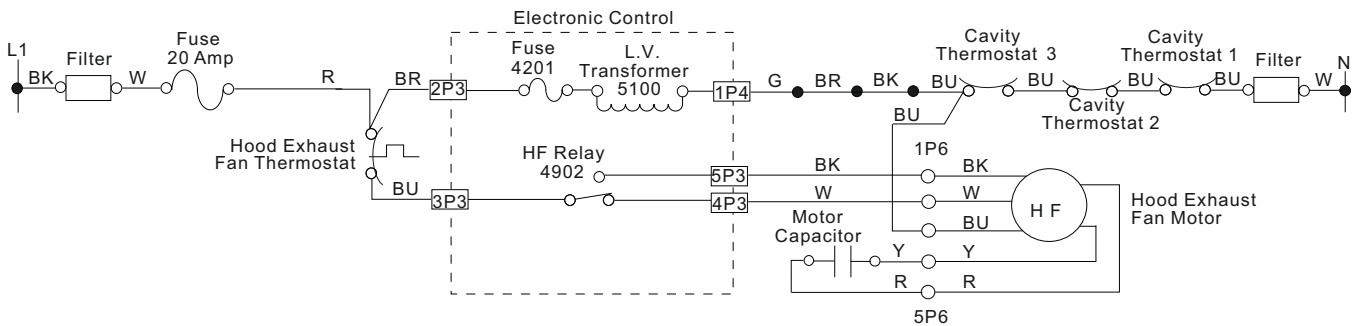 Electronic Control
L1
Filter
Fuse
20 Amp
BK
W
R
BR
2P3
Fuse
4201
L.V.
Transformer
5100
1P4
G
BR
BK
BU
Cavity
Thermostat 3
BU
Cavity
Thermostat 2
BU
Cavity
Thermostat 1
BU
Filter
W
N
BU
Hood Exhaust
Fan Thermostat
BU
3P3
HF Relay
4902
5P3
4P3
BK
W
1P6
BK
W
BU
H F
Hood Exhaust
Fan Motor
Motor
Capacitor
Y
Y
R
R
5P6